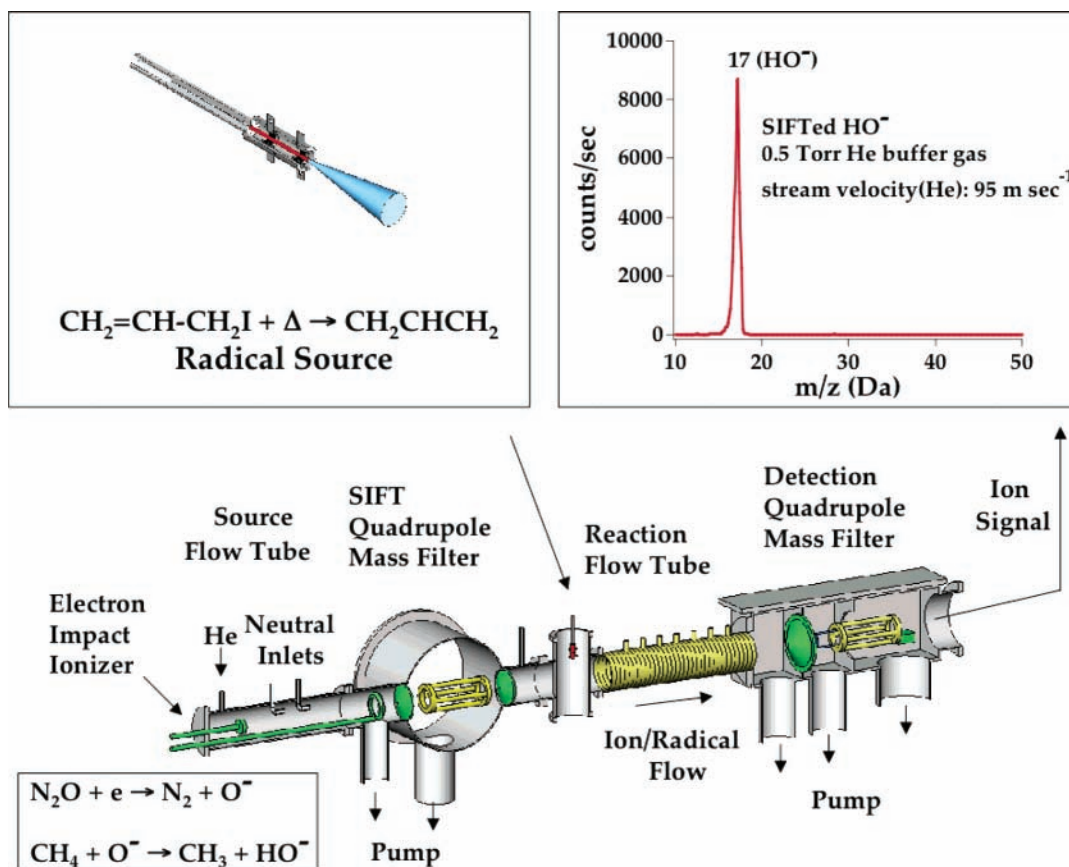 CH₂=CH-CH₂I + Δ → CH₂CHCH₂
Radical Source
10000
8000
6000
4000
2000
0
counts/sec
17 (HO⁻)
SIFTed HO⁻
0.5 Torr He buffer gas
stream velocity(He): 95 m sec⁻¹
10
20
30
40
50
m/z (Da)
Electron
Impact
Ionizer
He
Source
Flow Tube
Neutral
Inlets
SIFT
Quadrupole
Mass Filter
Reaction
Flow Tube
Detection
Quadrupole
Mass Filter
Ion
Signal
Ion/Radical
Flow
Pump
Pump
N₂O + e → N₂ + O⁻
CH₄ + O⁻ → CH₃ + HO⁻